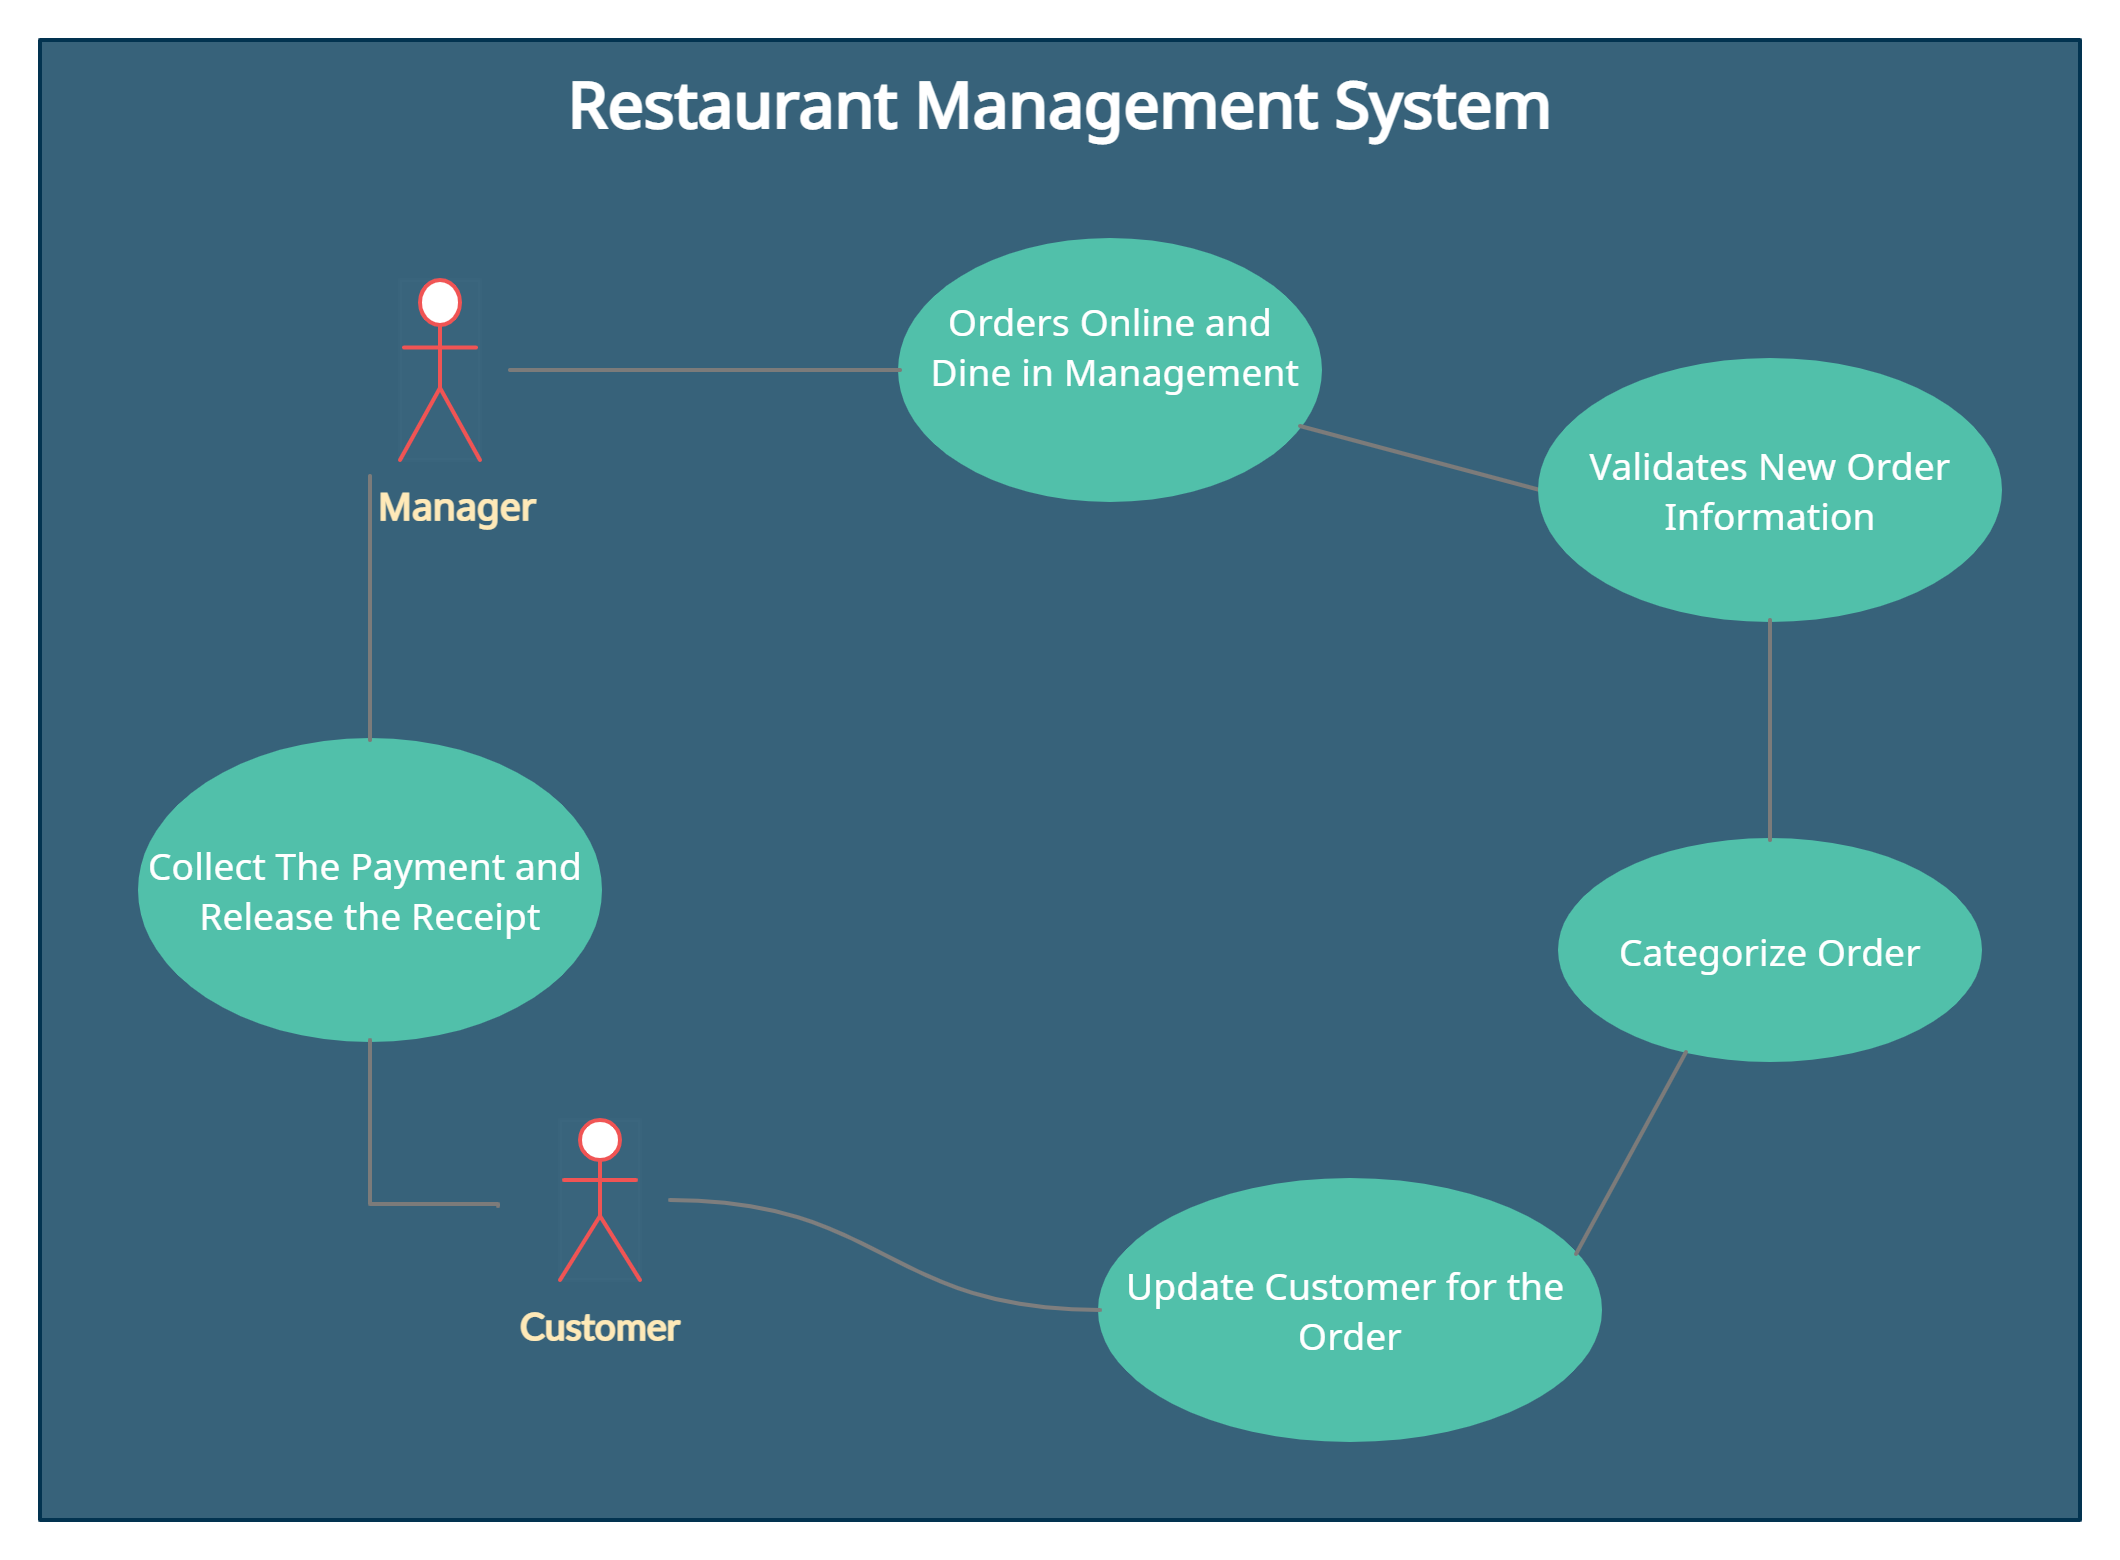 Restaurant Management System
Orders Online and
Dine in Management
Validates New Order
Information
Manager
Collect The Payment and
Release the Receipt
Categorize Order
Update Customer for the
Order
Customer